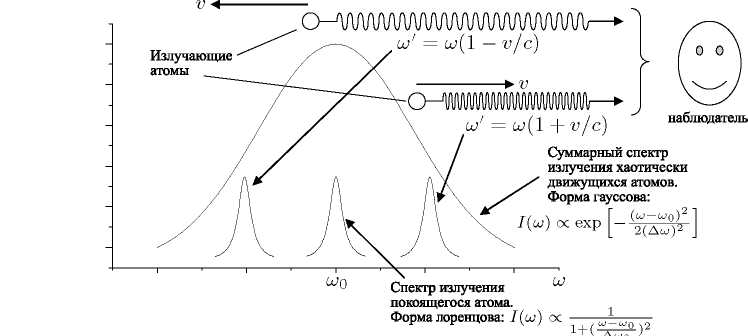 v
Излучающие
атомы
ω′ = ω(1 − v/c)
v
ω′ = ω(1 + v/c)
наблюдатель
Суммарный спектр
излучения хаотически
движущихся атомов.
Форма гауссова:
I(ω) ∝ exp [−(ω−ω₀)²/2(Δω)²]
ω₀
ω
Спектр излучения
покоящегося атома.
Форма лоренцова: I(ω) ∝ 1/1+((ω−ω₀)/Δω)²